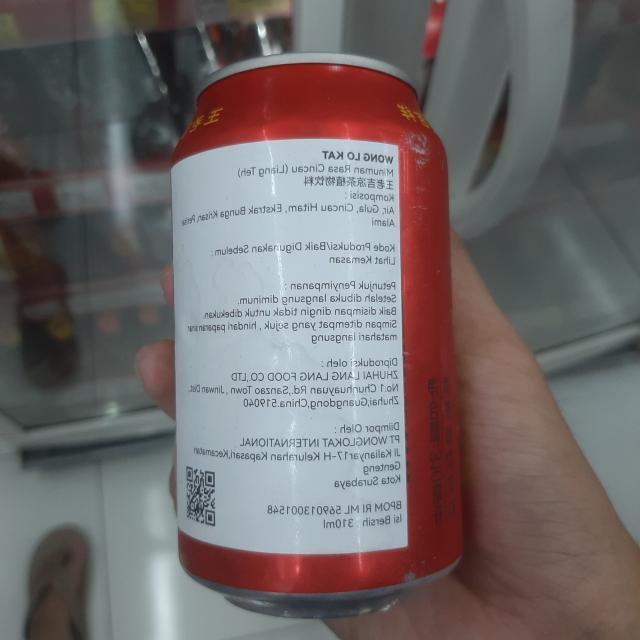 WONG LO KAT
Minuman Rasa Cincau (Liang Teh)
王老吉凉茶植物饮料
Komposisi :
Air, Gula, Cincau Hitam, Ekstrak Bunga Krisan, Perisa
Alami
Kode Produksi/Baik Digunakan Sebelum :
Lihat Kemasan
Petunjuk Penyimpanan :
Setelah dibuka langsung diminum.
Baik disimpan dingin tidak untuk dibekukan.
Simpan ditempat yang sejuk , hindari paparan sinar
matahari langsung
Diproduksi oleh :
ZHUHAI LANG LANG FOOD CO.,LTD
No.1 Chunhuayuan Rd.,Sanzao Town , Jinwan Dist.,
Zhuhai,Guangdong,China.519040
Diimpor Oleh :
PT WONGLOKAT INTERNATIONAL
Jl Kalianyar17-H Kelurahan Kapasari,Kecamatan
Genteng
Kota Surabaya
BPOM RI ML 5690130001548
Isi Bersih : 310ml